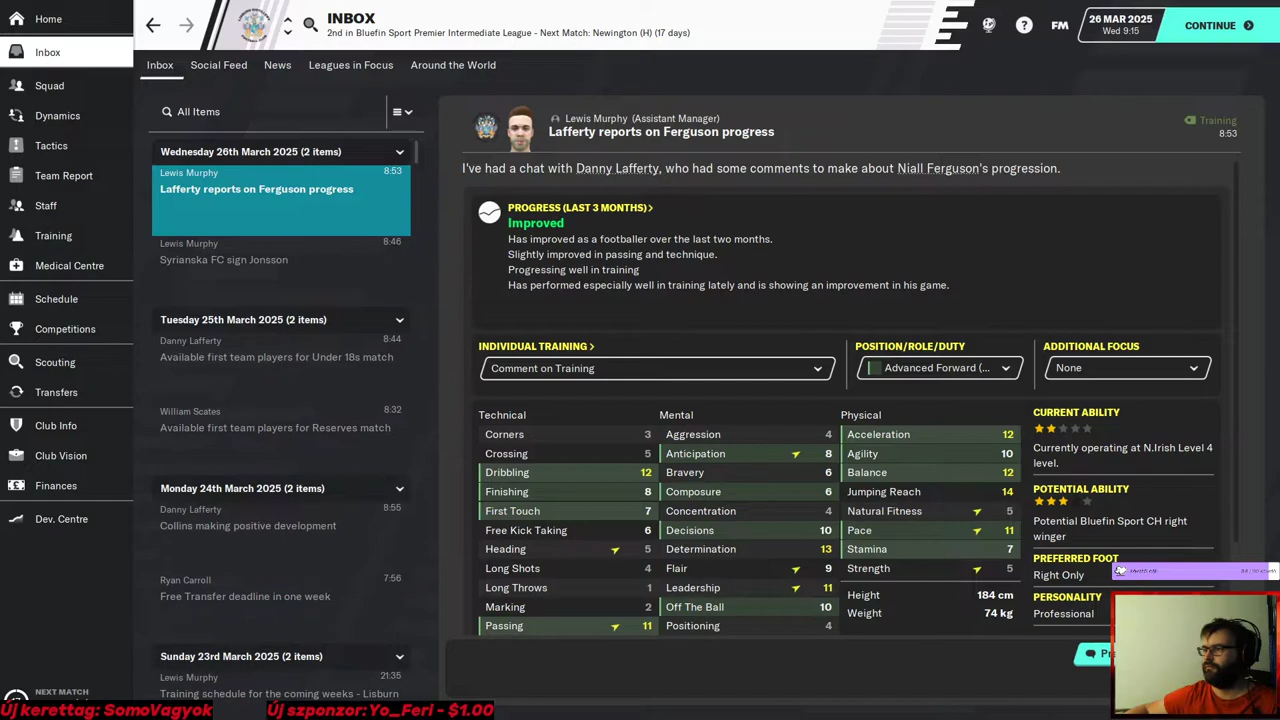 Home
Inbox
Squad
Dynamics
Tactics
Team Report
Staff
Training
Medical Centre
Schedule
Competitions
Scouting
Transfers
Club Info
Club Vision
Finances
Dev. Centre
NEXT MATCH
INBOX
2nd in Bluefin Sport Premier Intermediate League - Next Match: Newington (H) (17 days)
FM
26 MAR 2025
Wed 9:15
CONTINUE
Inbox Social Feed News Leagues in Focus Around the World
All Items
Wednesday 26th March 2025 (2 items)
Lewis Murphy 8:53
Lafferty reports on Ferguson progress
Lewis Murphy 8:46
Syrianska FC sign Jonsson
Tuesday 25th March 2025 (2 items)
Danny Lafferty 8:44
Available first team players for Under 18s match
William Scates 8:32
Available first team players for Reserves match
Monday 24th March 2025 (2 items)
Danny Lafferty 8:55
Collins making positive development
Ryan Carroll 7:56
Free Transfer deadline in one week
Sunday 23rd March 2025 (2 items)
Lewis Murphy 21:35
Training schedule for the coming weeks - Lisburn
Lewis Murphy (Assistant Manager)
Lafferty reports on Ferguson progress
Training
8:53
I've had a chat with Danny Lafferty, who had some comments to make about Niall Ferguson's progression.
PROGRESS (LAST 3 MONTHS)
Improved
Has improved as a footballer over the last two months.
Slightly improved in passing and technique.
Progressing well in training
Has performed especially well in training lately and is showing an improvement in his game.
INDIVIDUAL TRAINING POSITION/ROLE/DUTY ADDITIONAL FOCUS
Comment on Training Advanced Forward (... None
Technical Mental Physical
Corners 3 Aggression 4 Acceleration 12
Crossing 5 Anticipation 8 Agility 10
Dribbling 12 Bravery 6 Balance 12
Finishing 8 Composure 6 Jumping Reach 14
First Touch 7 Concentration 4 Natural Fitness 5
Free Kick Taking 6 Decisions 10 Pace 11
Heading 5 Determination 13 Stamina 7
Long Shots 4 Flair 9 Strength 5
Long Throws 1 Leadership 11 Height 184 cm
Marking 2 Off The Ball 10 Weight 74 kg
Passing 11 Positioning 4
CURRENT ABILITY
Currently operating at N.Irish Level 4
level.
POTENTIAL ABILITY
Potential Bluefin Sport CH right
winger
PREFERRED FOOT
Right Only
PERSONALITY
Professional
Új kerettag: SomoVagyok Új szponzor: Yo_Feri - $1.00